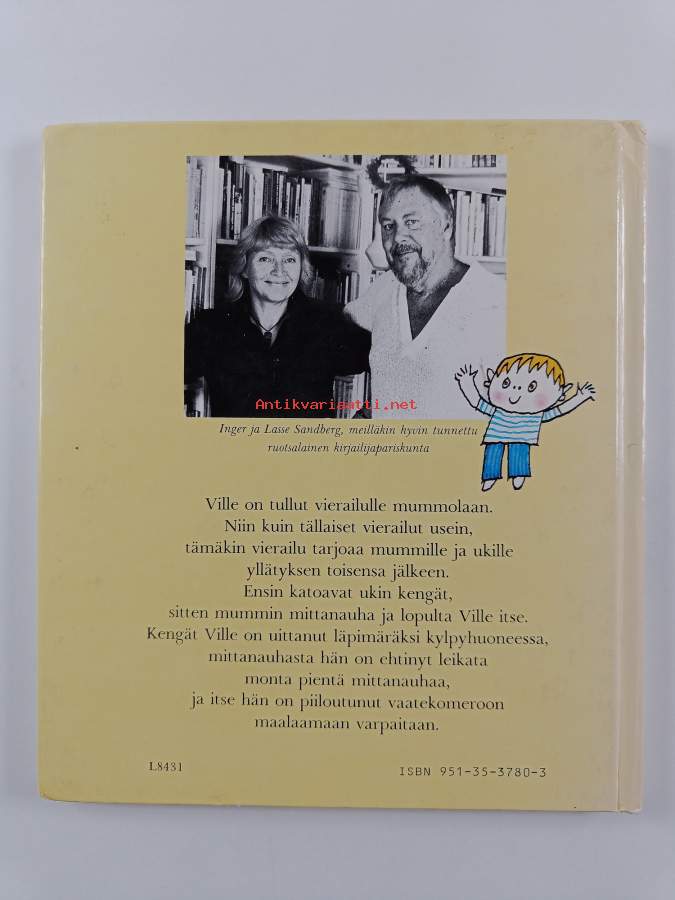 Antikvariaatti.net
Inger ja Lasse Sandberg, meilläkin hyvin tunnettu
ruotsalainen kirjailijapariskunta
Ville on tullut vierailulle mummolaan.
Niin kuin tällaiset vierailut usein,
tämäkin vierailu tarjoaa mummille ja ukille
yllätyksen toisensa jälkeen.
Ensin katoavat ukin kengät,
sitten mummin mittanauha ja lopulta Ville itse.
Kengät Ville on uittanut läpimäräksi kylpyhuoneessa,
mittanauhasta hän on ehtinyt leikata
monta pientä mittanauhaa,
ja itse hän on piiloutunut vaatekomeroon
maalaamaan varpaitaan.
L8431
ISBN 951-35-3780-3